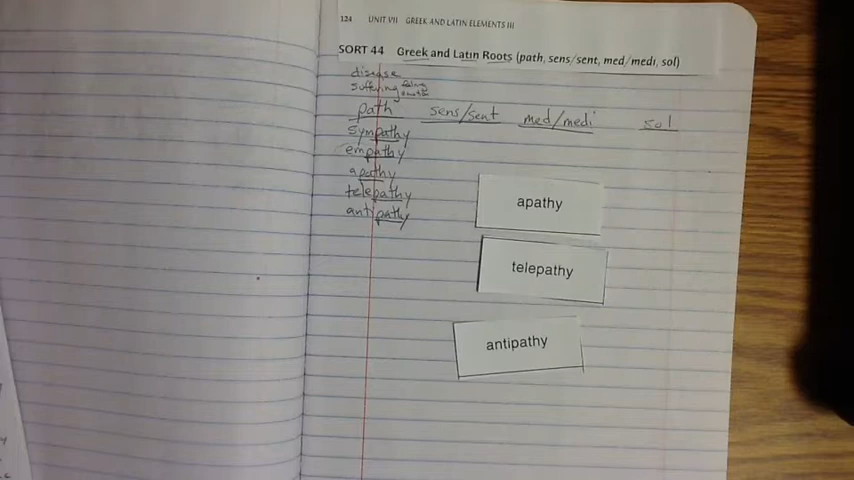 124 UNIT VII GREEK AND LATIN ELEMENTS III
SORT 44 Greek and Latin Roots (path, sens/sent, med/medi, sol)
disease
suffering feeling
path sens/sent med/medi sol
sympathy
empathy
apathy
telepathy
antipathy
apathy
telepathy
antipathy